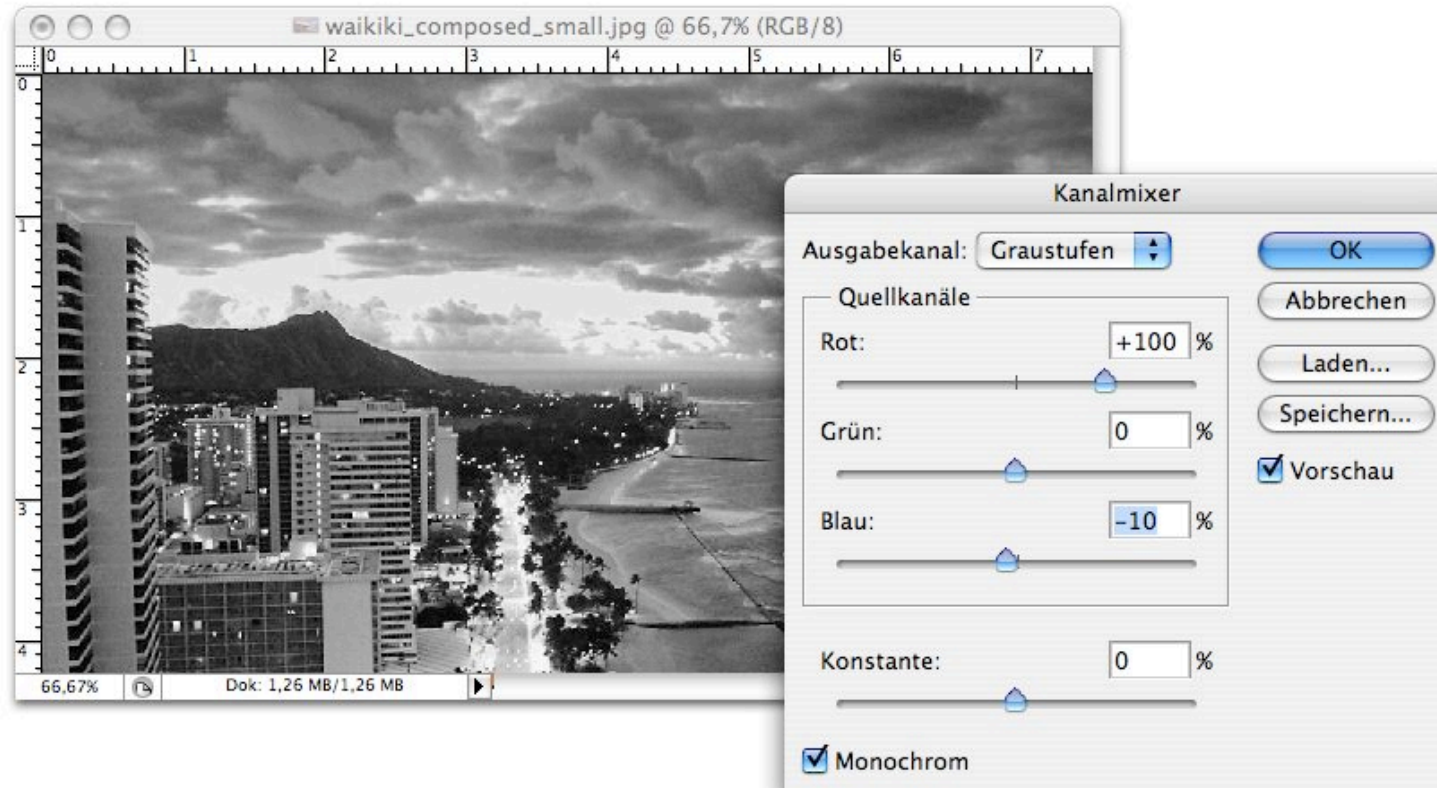 waikiki_composed_small.jpg @ 66,7% (RGB/8)
0 1 2 3 4 5 6 7
0
1
2
3
4
66,67% Dok: 1,26 MB/1,26 MB
Kanalmixer
Ausgabekanal: Graustufen
OK
Quellkanäle
Abbrechen
Rot: +100 %
Laden...
Speichern...
Grün: 0 %
Vorschau
Blau: -10 %
Konstante: 0 %
Monochrom